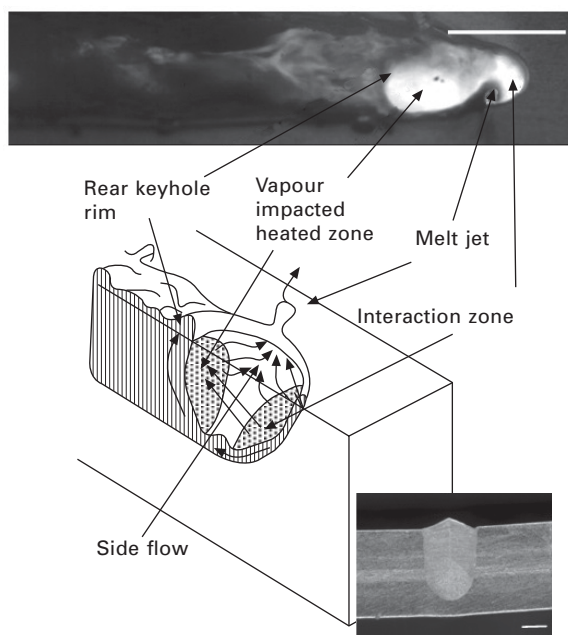 Rear keyhole
rim
Vapour
impacted
heated zone
Melt jet
Interaction zone
Side flow